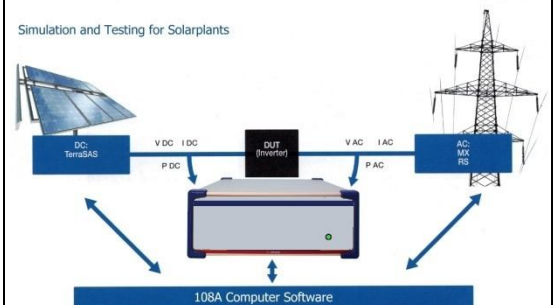 Simulation and Testing for Solarplants
DC:
TerraSAS
V DC I DC
P DC
DUT
(Inverter)
V AC I AC
P AC
AC:
MX
RS
108A Computer Software